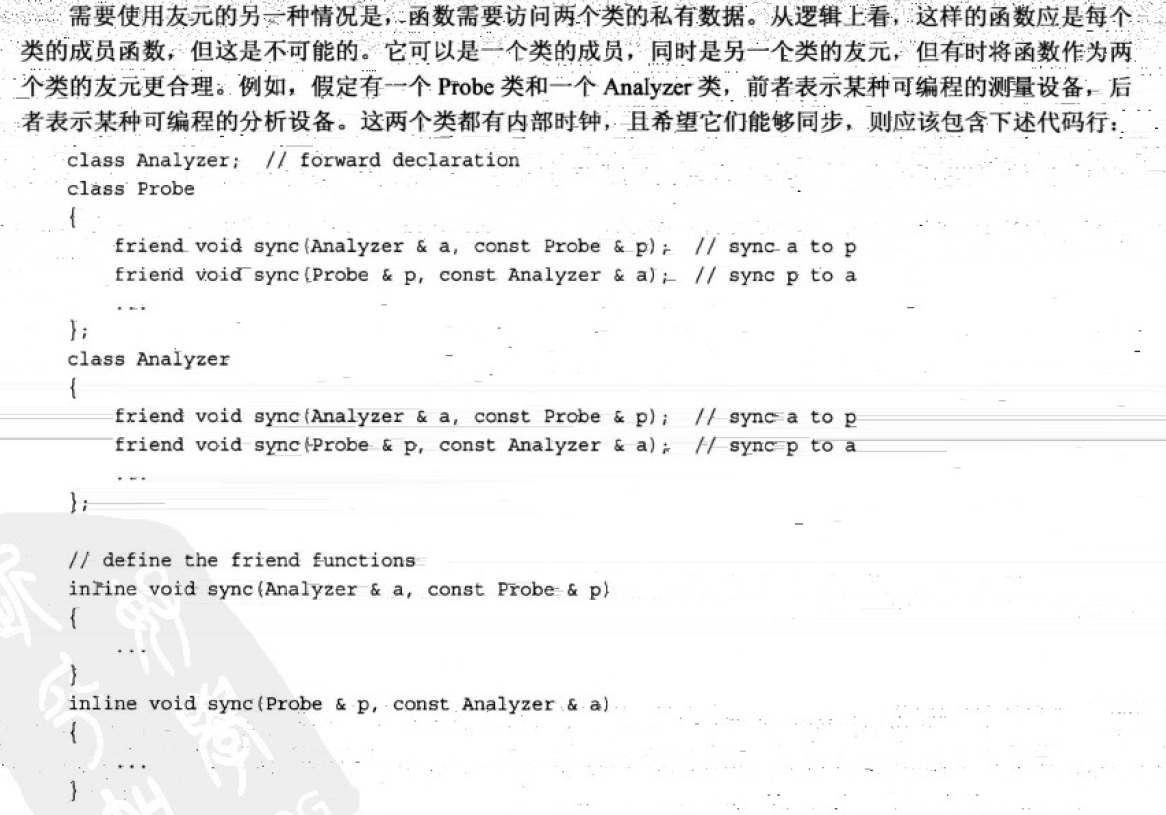 需要使用友元的另一种情况是，函数需要访问两个类的私有数据。从逻辑上看，这样的函数应是每个
类的成员函数，但这是不可能的。它可以是一个类的成员，同时是另一个类的友元，但有时将函数作为两
个类的友元更合理。例如，假定有一个 Probe 类和一个 Analyzer 类，前者表示某种可编程的测量设备，后
者表示某种可编程的分析设备。这两个类都有内部时钟，且希望它们能够同步，则应该包含下述代码行：
class Analyzer;  // forward declaration
class Probe
{
    friend void sync(Analyzer & a, const Probe & p);  // sync a to p
    friend void sync(Probe & p, const Analyzer & a);  // sync p to a
    ...
};
class Analyzer
{
    friend void sync(Analyzer & a, const Probe & p);  // sync a to p
    friend void sync(Probe & p, const Analyzer & a);  // sync p to a
    ...
};
// define the friend functions
inline void sync(Analyzer & a, const Probe & p)
{
    ...
}
inline void sync(Probe & p, const Analyzer & a)
{
    ...
}